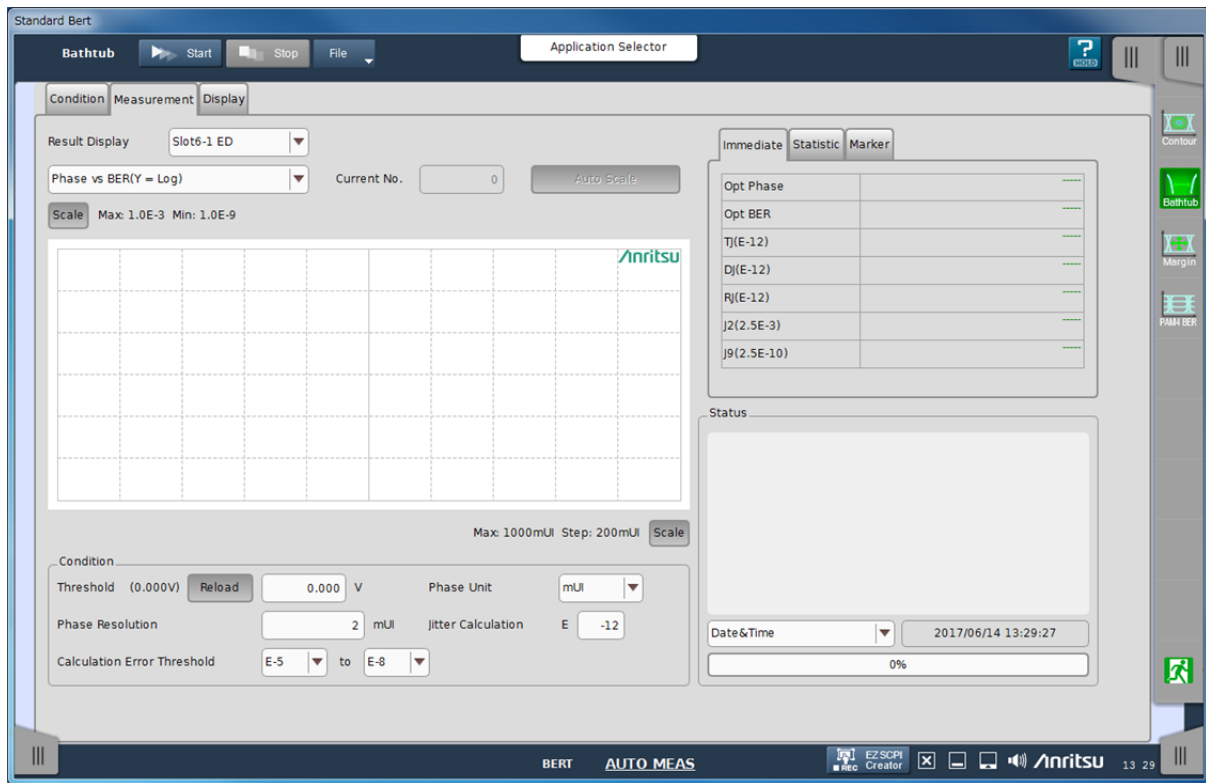 Standard Bert
Bathtub Start Stop File Application Selector ? HOLD
Condition Measurement Display
Result Display Slot6-1 ED
Phase vs BER(Y = Log) Current No. 0 Auto Scale
Scale Max: 1.0E-3 Min: 1.0E-9
Anritsu
Max: 1000mUI Step: 200mUI Scale
Condition
Threshold (0.000V) Reload 0.000 V Phase Unit mUI
Phase Resolution 2 mUI Jitter Calculation E -12
Calculation Error Threshold E-5 to E-8
Immediate Statistic Marker
Opt Phase -----
Opt BER -----
TJ(E-12) -----
DJ(E-12) -----
RJ(E-12) -----
J2(2.5E-3) -----
J9(2.5E-10) -----
Status
Date&Time 2017/06/14 13:29:27
0%
Contour
Bathtub
Margin
PAM4 BER
BERT AUTO MEAS REC EZSCPI Creator Anritsu 13 29